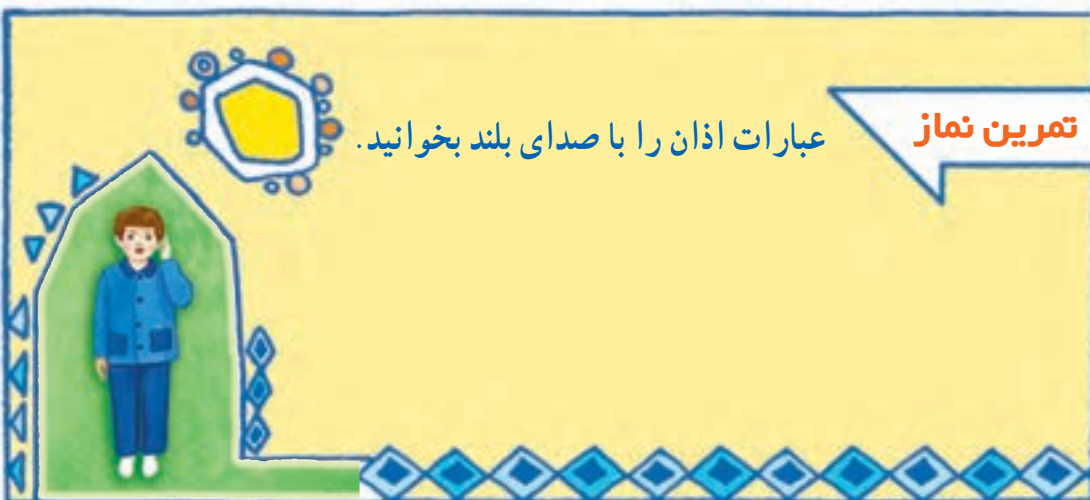 تمرین نماز
عبارات اذان را با صدای بلند بخوانید.